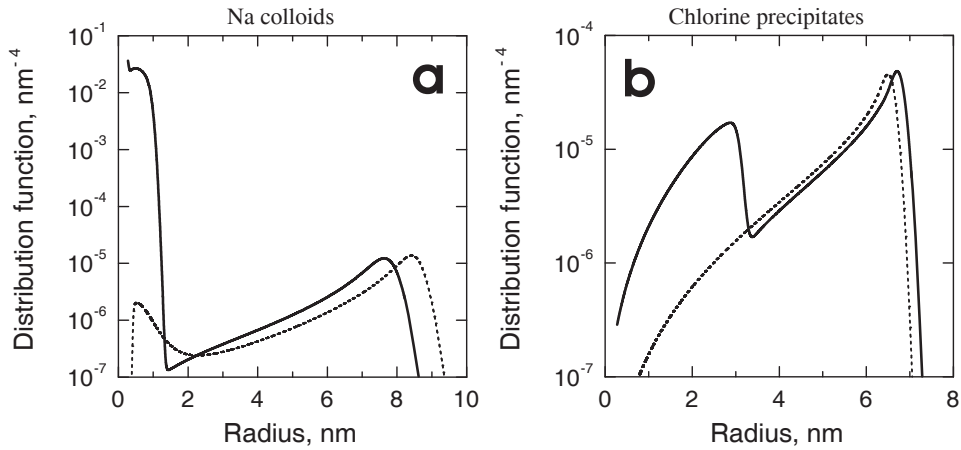 Na colloids
a
Distribution function, nm⁻⁴
10⁻¹
10⁻²
10⁻³
10⁻⁴
10⁻⁵
10⁻⁶
10⁻⁷
0 2 4 6 8 10
Radius, nm
Chlorine precipitates
b
Distribution function, nm⁻⁴
10⁻⁴
10⁻⁵
10⁻⁶
10⁻⁷
0 2 4 6 8
Radius, nm